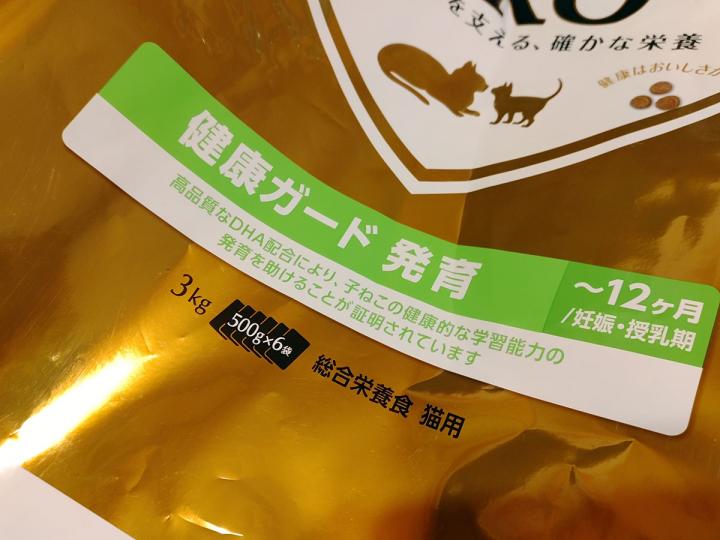 を支える、確かな栄養
健康はおいしさか
健康ガード 発育
〜12ヶ月
/妊娠・授乳期
高品質なDHA配合により、子ねこの健康的な学習能力の
発育を助けることが証明されています
3kg
500g×6袋
総合栄養食 猫用